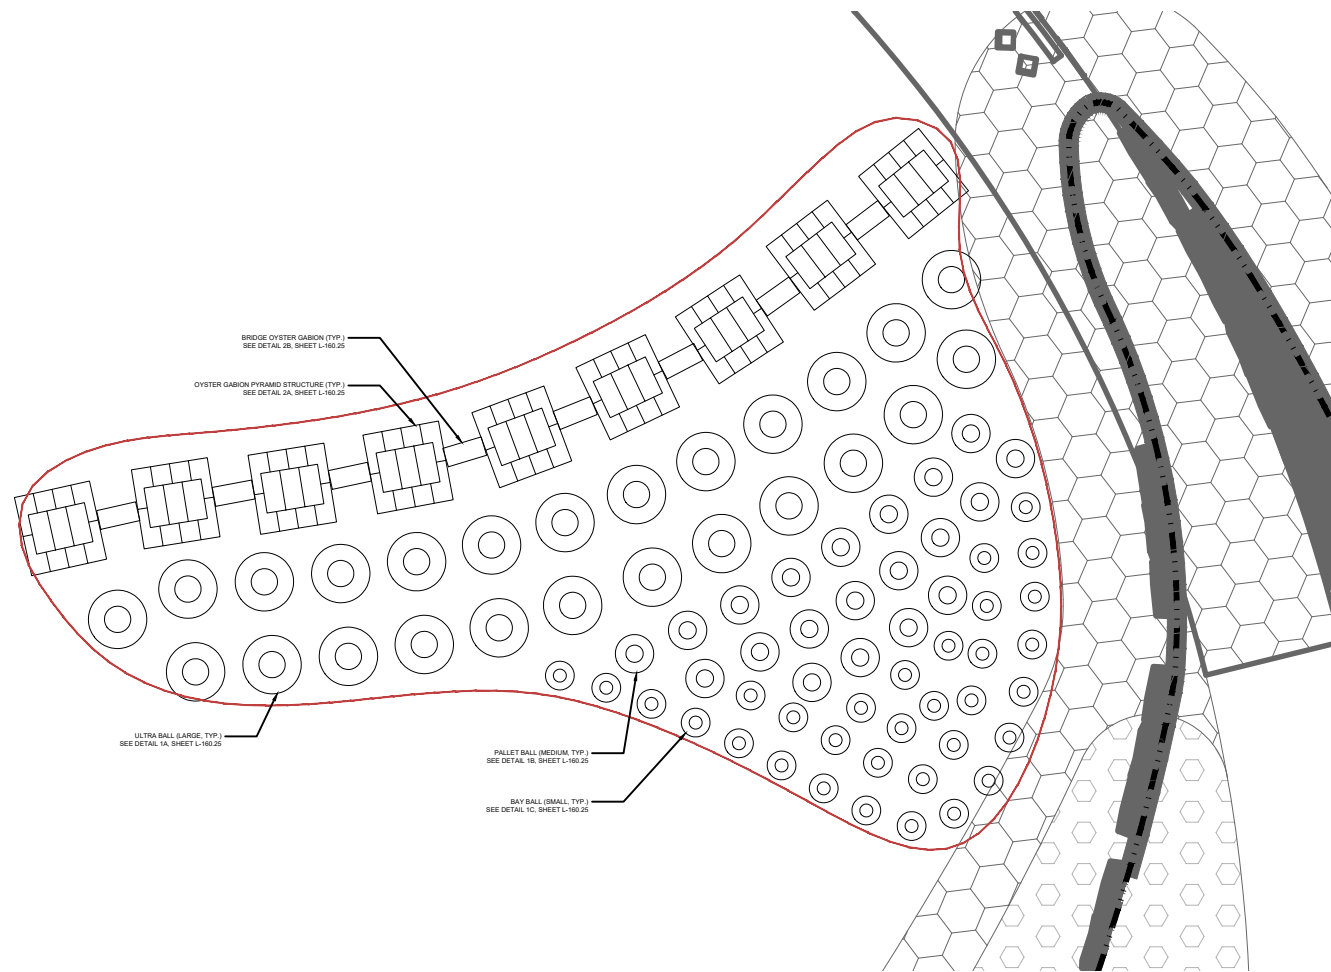 BRIDGE OYSTER GABION (TYP.)
SEE DETAIL 2B, SHEET L-160.25
OYSTER GABION PYRAMID STRUCTURE (TYP.)
SEE DETAIL 2A, SHEET L-160.25
ULTRA BALL (LARGE, TYP.)
SEE DETAIL 1A, SHEET L-160.25
PALLET BALL (MEDIUM, TYP.)
SEE DETAIL 1B, SHEET L-160.25
BAY BALL (SMALL, TYP.)
SEE DETAIL 1C, SHEET L-160.25